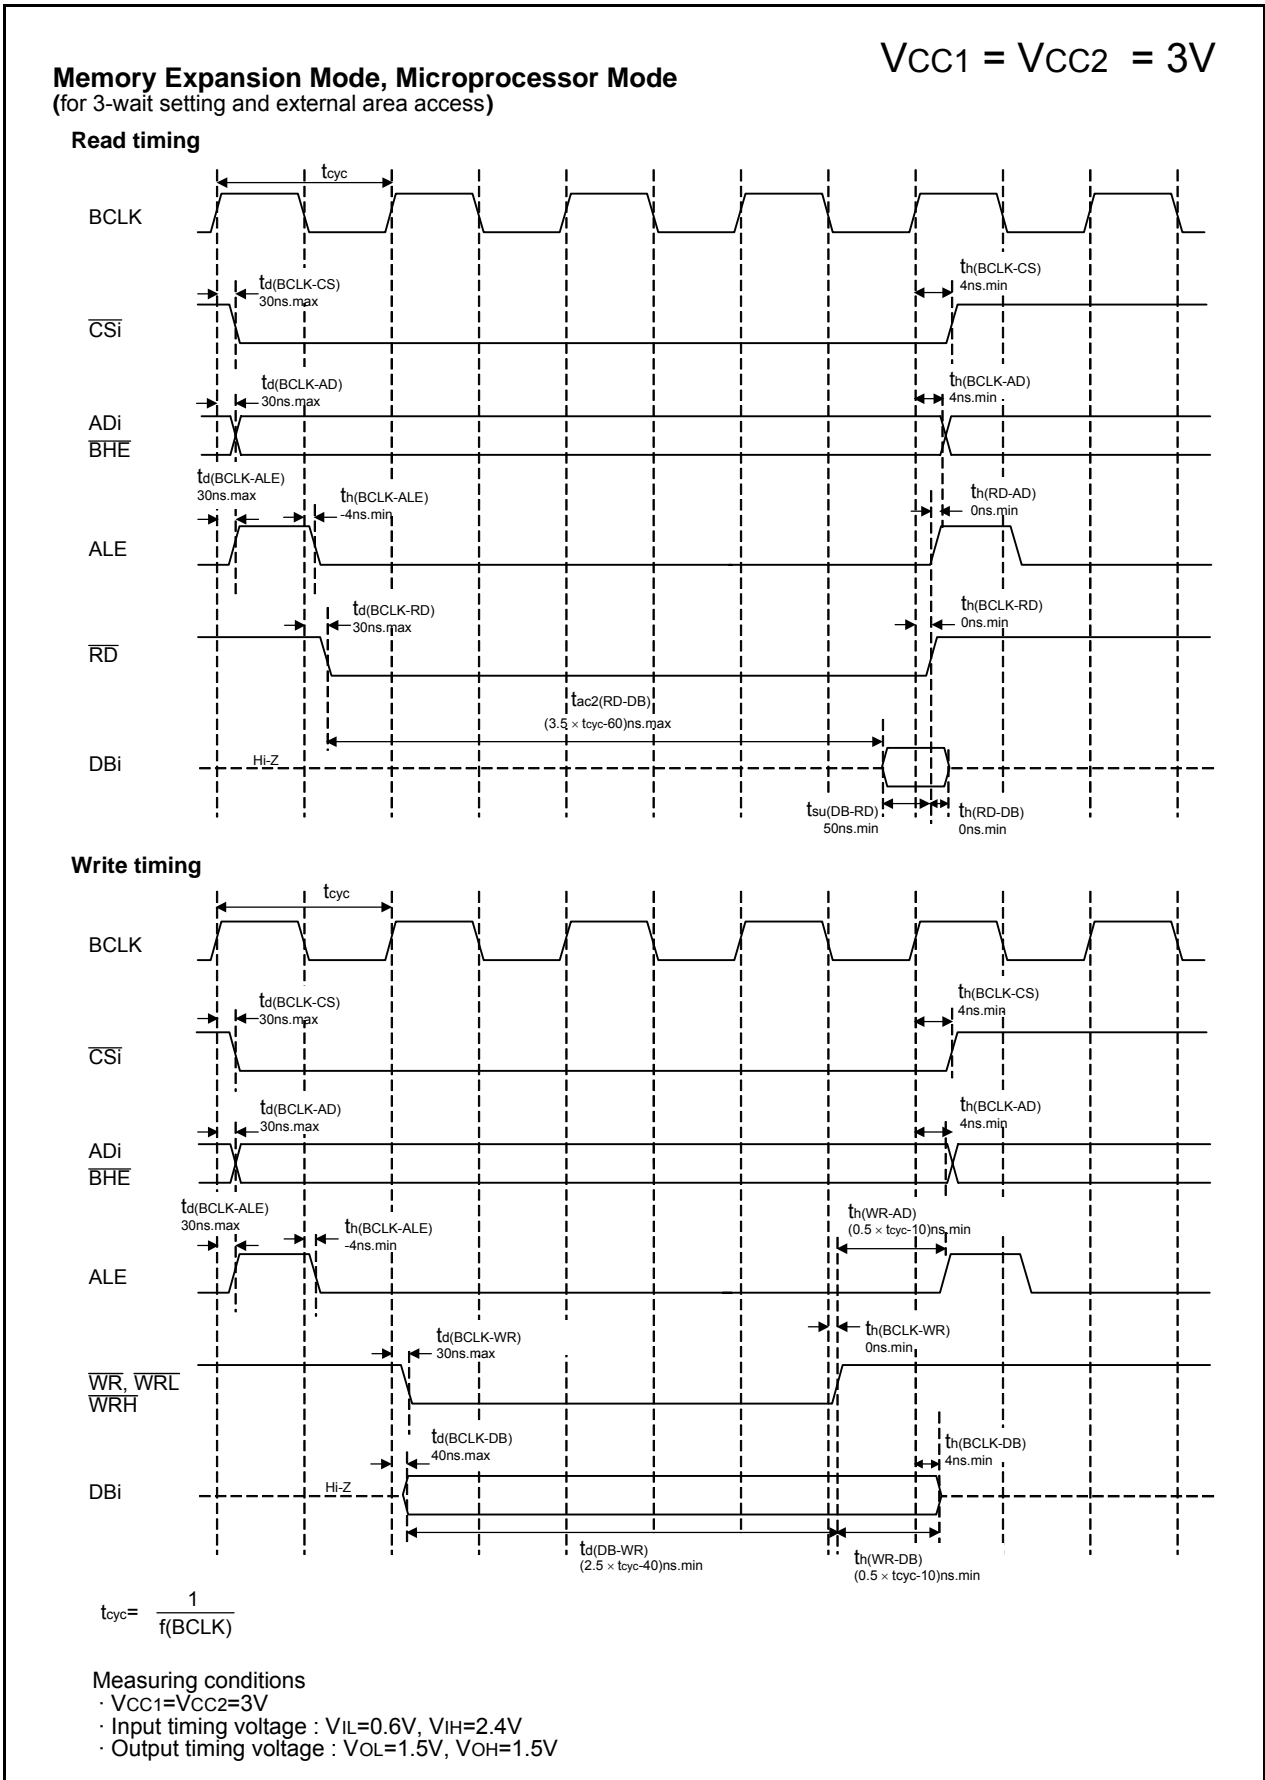 VCC1 = VCC2 = 3V
Memory Expansion Mode, Microprocessor Mode
(for 3-wait setting and external area access)
Read timing
tcyc
BCLK
td(BCLK-CS)
30ns.max
th(BCLK-CS)
4ns.min
CSi
td(BCLK-AD)
30ns.max
th(BCLK-AD)
4ns.min
ADi
BHE
td(BCLK-ALE)
30ns.max
th(BCLK-ALE)
-4ns.min
th(RD-AD)
0ns.min
ALE
td(BCLK-RD)
30ns.max
th(BCLK-RD)
0ns.min
RD
tac2(RD-DB)
(3.5 × tcyc-60)ns.max
DBi
Hi-Z
tsu(DB-RD)
50ns.min
th(RD-DB)
0ns.min
Write timing
tcyc
BCLK
td(BCLK-CS)
30ns.max
th(BCLK-CS)
4ns.min
CSi
td(BCLK-AD)
30ns.max
th(BCLK-AD)
4ns.min
ADi
BHE
td(BCLK-ALE)
30ns.max
th(BCLK-ALE)
-4ns.min
th(WR-AD)
(0.5 × tcyc-10)ns.min
ALE
td(BCLK-WR)
30ns.max
th(BCLK-WR)
0ns.min
WR, WRL
WRH
td(BCLK-DB)
40ns.max
th(BCLK-DB)
4ns.min
DBi
Hi-Z
td(DB-WR)
(2.5 × tcyc-40)ns.min
th(WR-DB)
(0.5 × tcyc-10)ns.min
tcyc= 1
f(BCLK)
Measuring conditions
· VCC1=VCC2=3V
· Input timing voltage : VIL=0.6V, VIH=2.4V
· Output timing voltage : VOL=1.5V, VOH=1.5V